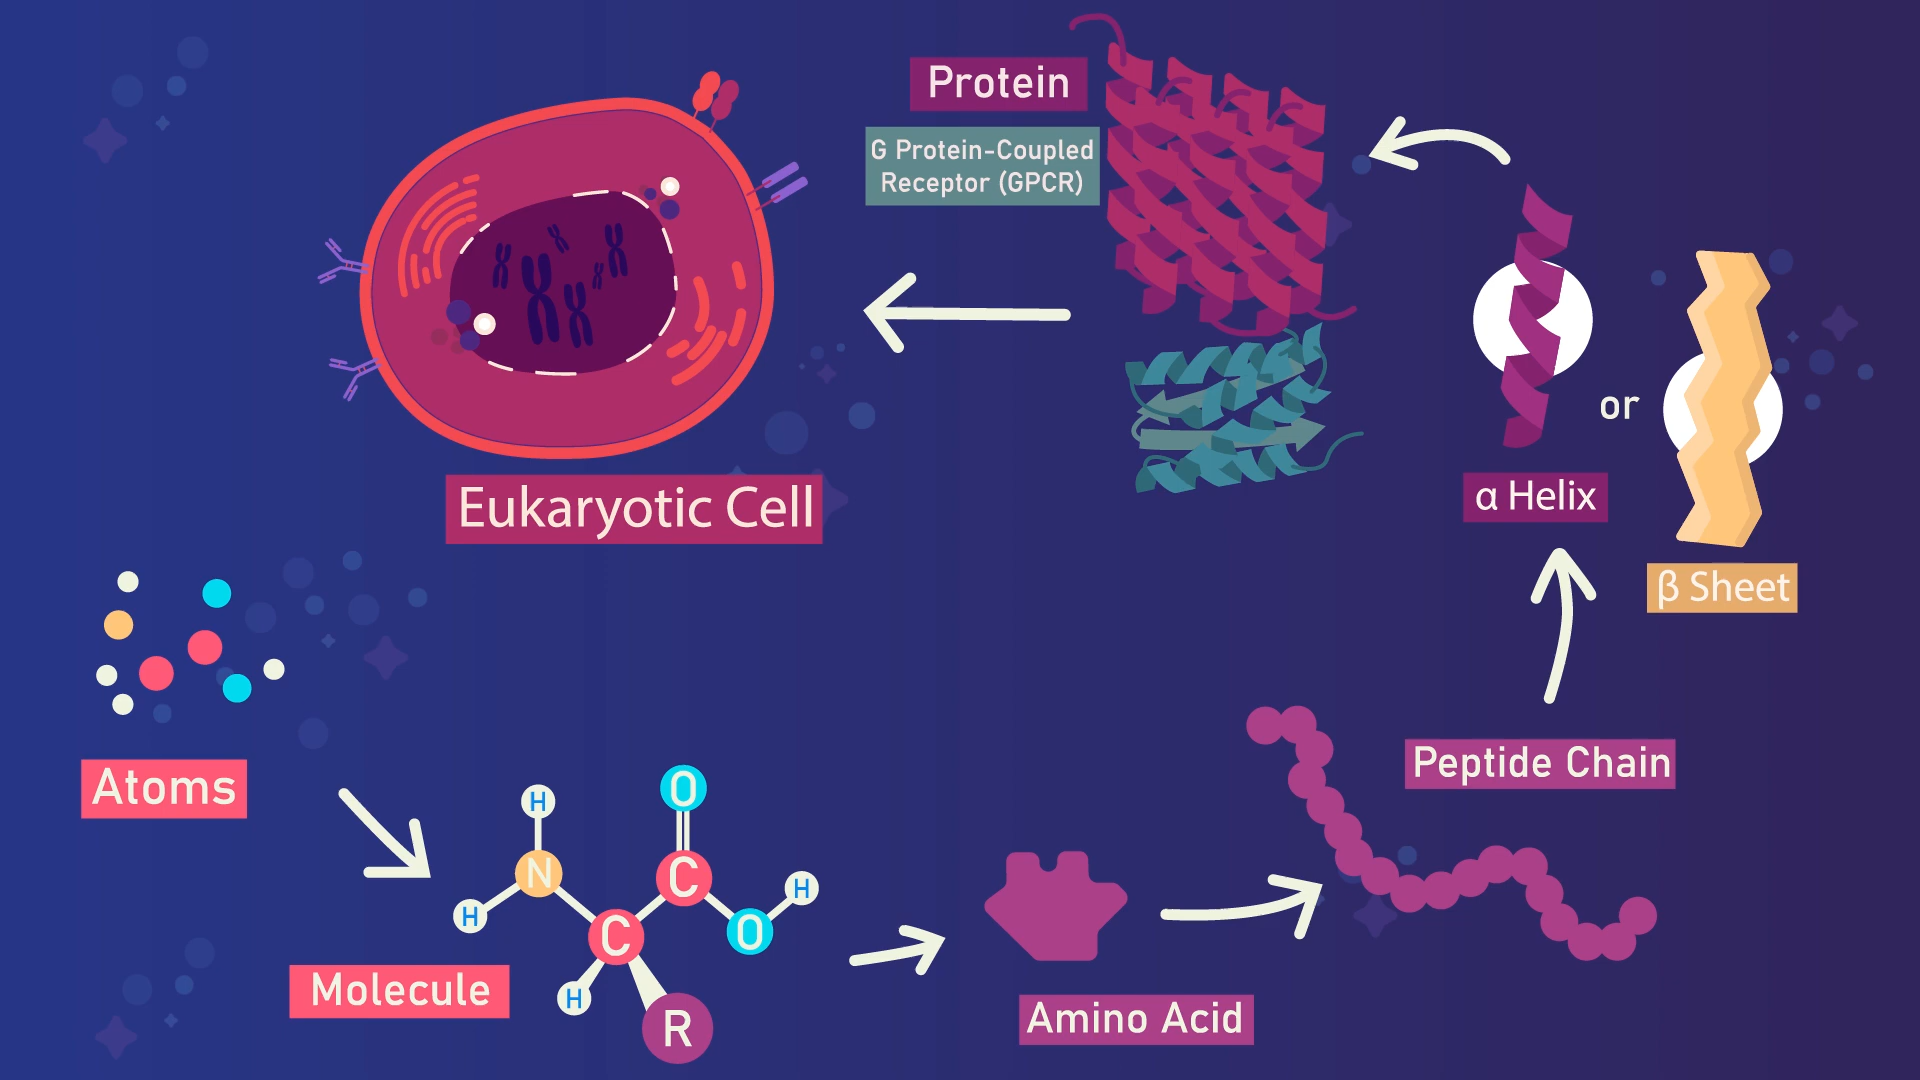 Protein
G Protein-Coupled
Receptor (GPCR)
or
α Helix
β Sheet
Eukaryotic Cell
Atoms
Peptide Chain
H
O
N
C
H
H
C
O
H
R
Molecule
Amino Acid